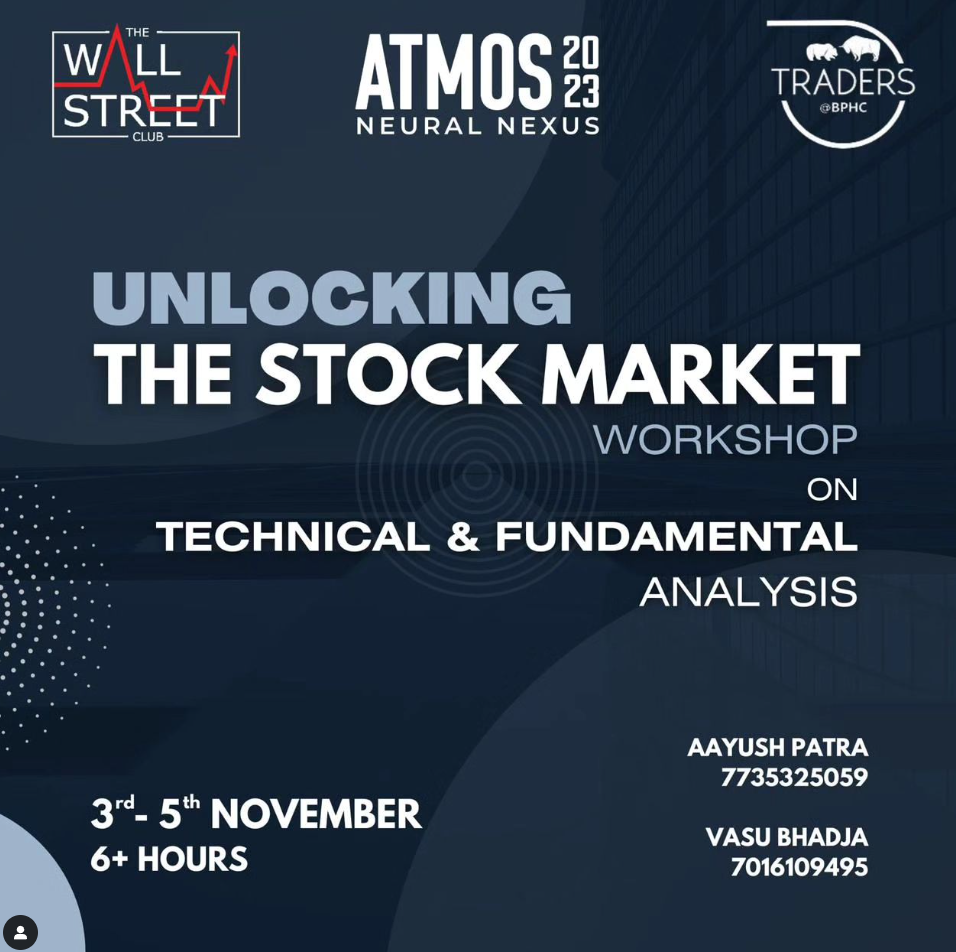 THE
WALL
STREET
CLUB
ATMOS 20
23
NEURAL NEXUS
TRADERS
@BPHC
UNLOCKING
THE STOCK MARKET
WORKSHOP
ON
TECHNICAL & FUNDAMENTAL
ANALYSIS
AAYUSH PATRA
7735325059
3rd- 5th NOVEMBER
6+ HOURS
VASU BHADJA
7016109495